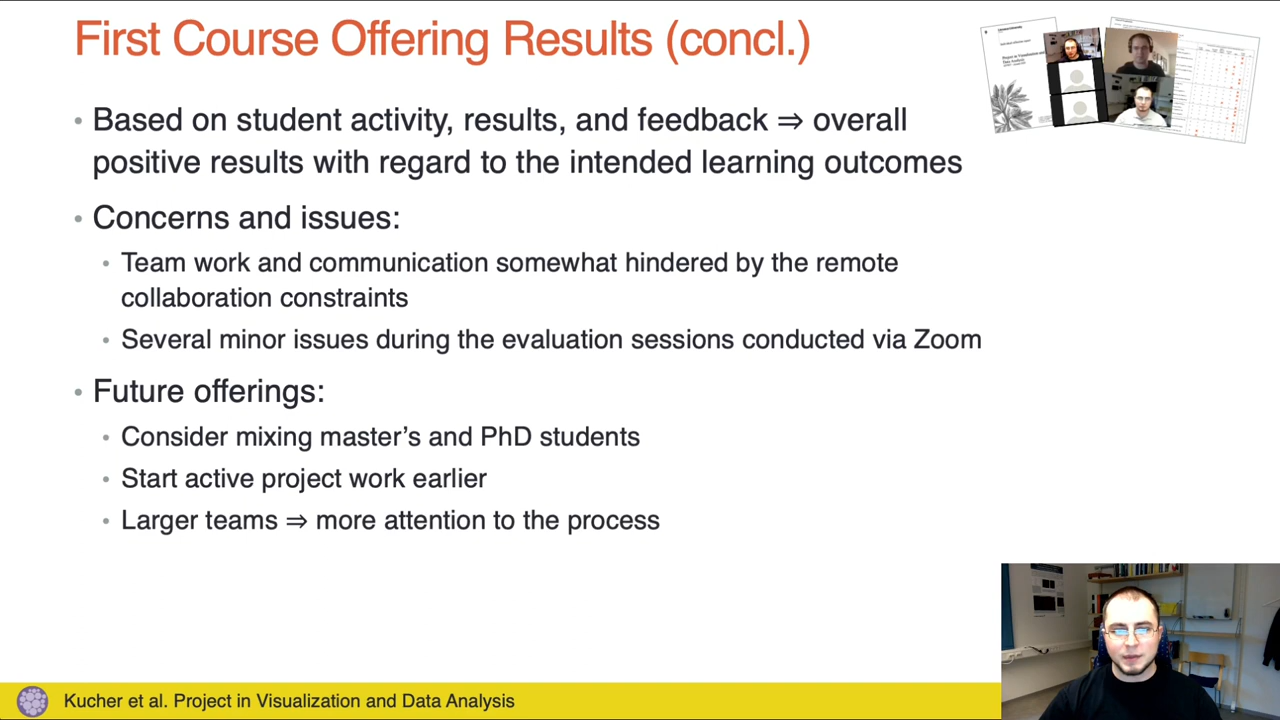 First Course Offering Results (concl.)
• Based on student activity, results, and feedback ⇒ overall
positive results with regard to the intended learning outcomes
• Concerns and issues:
• Team work and communication somewhat hindered by the remote
collaboration constraints
• Several minor issues during the evaluation sessions conducted via Zoom
• Future offerings:
• Consider mixing master's and PhD students
• Start active project work earlier
• Larger teams ⇒ more attention to the process
Kucher et al. Project in Visualization and Data Analysis